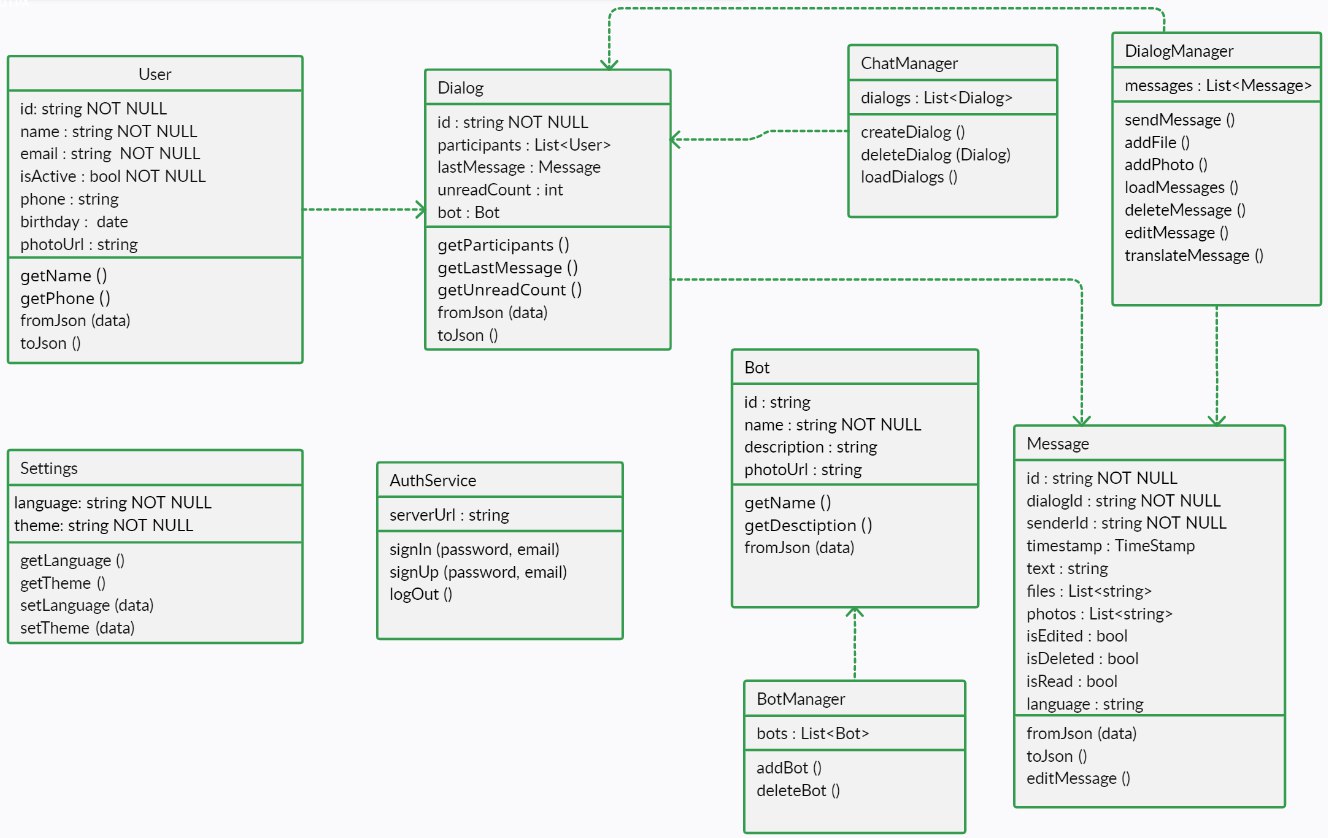 User
id: string NOT NULL
name : string NOT NULL
email : string NOT NULL
isActive : bool NOT NULL
phone : string
birthday : date
photoUrl : string
getName ()
getPhone ()
fromJson (data)
toJson ()
Dialog
id : string NOT NULL
participants : List<User>
lastMessage : Message
unreadCount : int
bot : Bot
getParticipants ()
getLastMessage ()
getUnreadCount ()
fromJson (data)
toJson ()
ChatManager
dialogs : List<Dialog>
createDialog ()
deleteDialog (Dialog)
loadDialogs ()
DialogManager
messages : List<Message>
sendMessage ()
addFile ()
addPhoto ()
loadMessages ()
deleteMessage ()
editMessage ()
translateMessage ()
Settings
language: string NOT NULL
theme: string NOT NULL
getLanguage ()
getTheme ()
setLanguage (data)
setTheme (data)
AuthService
serverUrl : string
signIn (password, email)
signUp (password, email)
logOut ()
Bot
id : string
name : string NOT NULL
description : string
photoUrl : string
getName ()
getDesctiption ()
fromJson (data)
BotManager
bots : List<Bot>
addBot ()
deleteBot ()
Message
id : string NOT NULL
dialogId : string NOT NULL
senderId : string NOT NULL
timestamp : TimeStamp
text : string
files : List<string>
photos : List<string>
isEdited : bool
isDeleted : bool
isRead : bool
language : string
fromJson (data)
toJson ()
editMessage ()